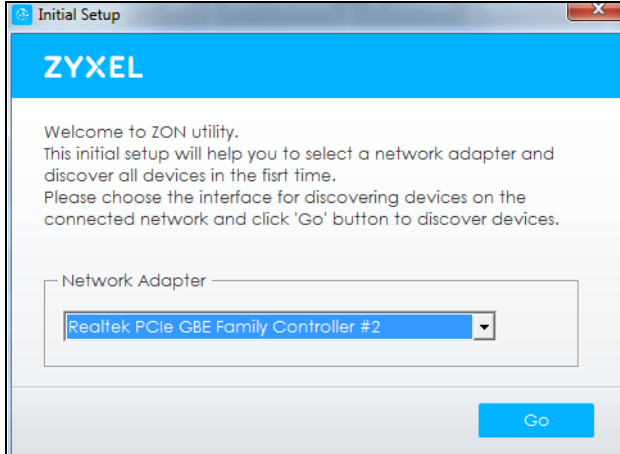 Initial Setup
ZYXEL
Welcome to ZON utility.
This initial setup will help you to select a network adapter and
discover all devices in the fisrt time.
Please choose the interface for discovering devices on the
connected network and click 'Go' button to discover devices.
Network Adapter
Realtek PCIe GBE Family Controller #2
Go